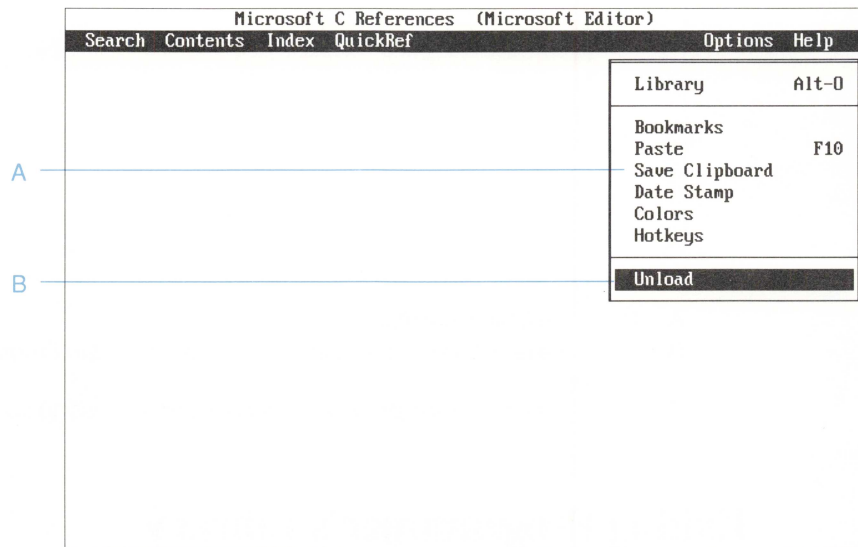 Microsoft C References (Microsoft Editor)
Search Contents Index QuickRef Options Help
Library Alt-O
Bookmarks
Paste F10
A
Save Clipboard
Date Stamp
Colors
Hotkeys
B
Unload